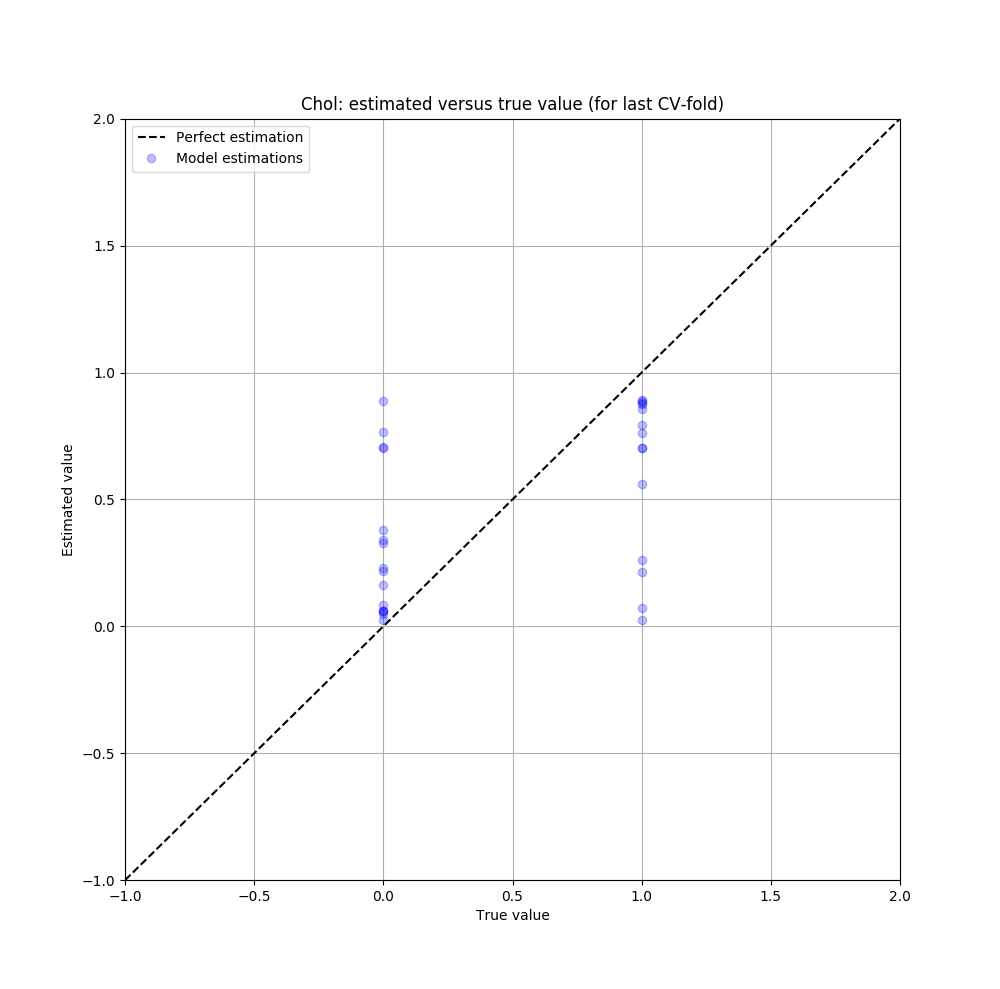 Chol: estimated versus true value (for last CV-fold)
Perfect estimation
Model estimations
2.0
1.5
1.0
0.5
0.0
−0.5
−1.0
Estimated value
−1.0 −0.5 0.0 0.5 1.0 1.5 2.0
True value